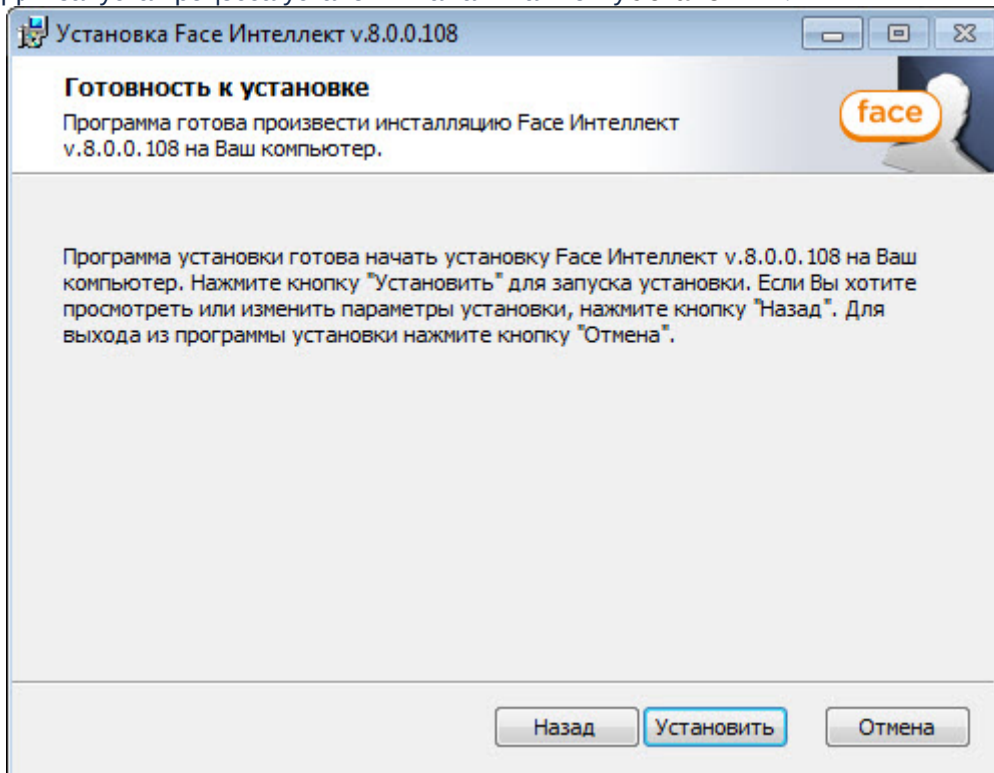 Установка Face Интеллект v.8.0.0.108
Готовность к установке
Программа готова произвести инсталляцию Face Интеллект
v.8.0.0.108 на Ваш компьютер.
face
Программа установки готова начать установку Face Интеллект v.8.0.0.108 на Ваш
компьютер. Нажмите кнопку "Установить" для запуска установки. Если Вы хотите
просмотреть или изменить параметры установки, нажмите кнопку "Назад". Для
выхода из программы установки нажмите кнопку "Отмена".
Назад
Установить
Отмена